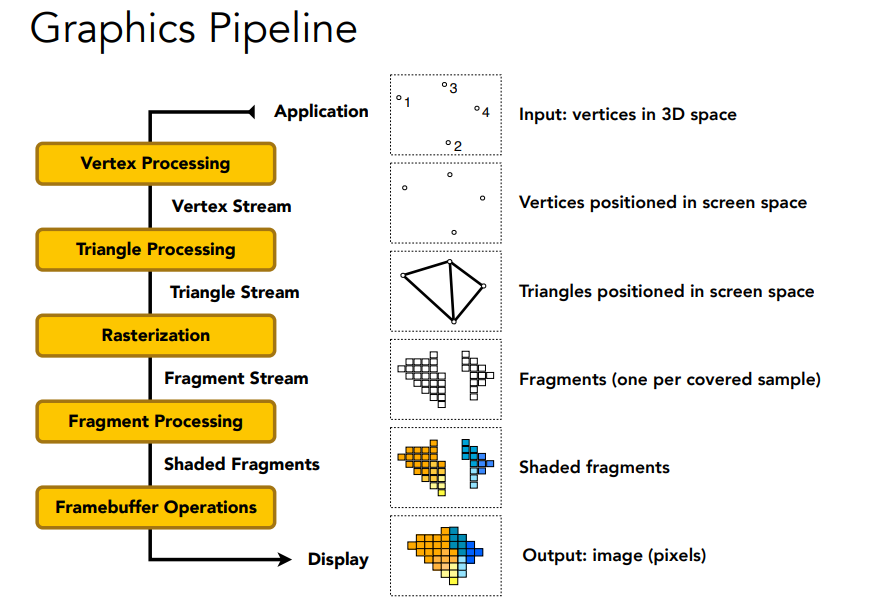 Graphics Pipeline
Application
1
3
4
2
Input: vertices in 3D space
Vertex Processing
Vertex Stream
Vertices positioned in screen space
Triangle Processing
Triangle Stream
Triangles positioned in screen space
Rasterization
Fragment Stream
Fragments (one per covered sample)
Fragment Processing
Shaded Fragments
Shaded fragments
Framebuffer Operations
Display
Output: image (pixels)